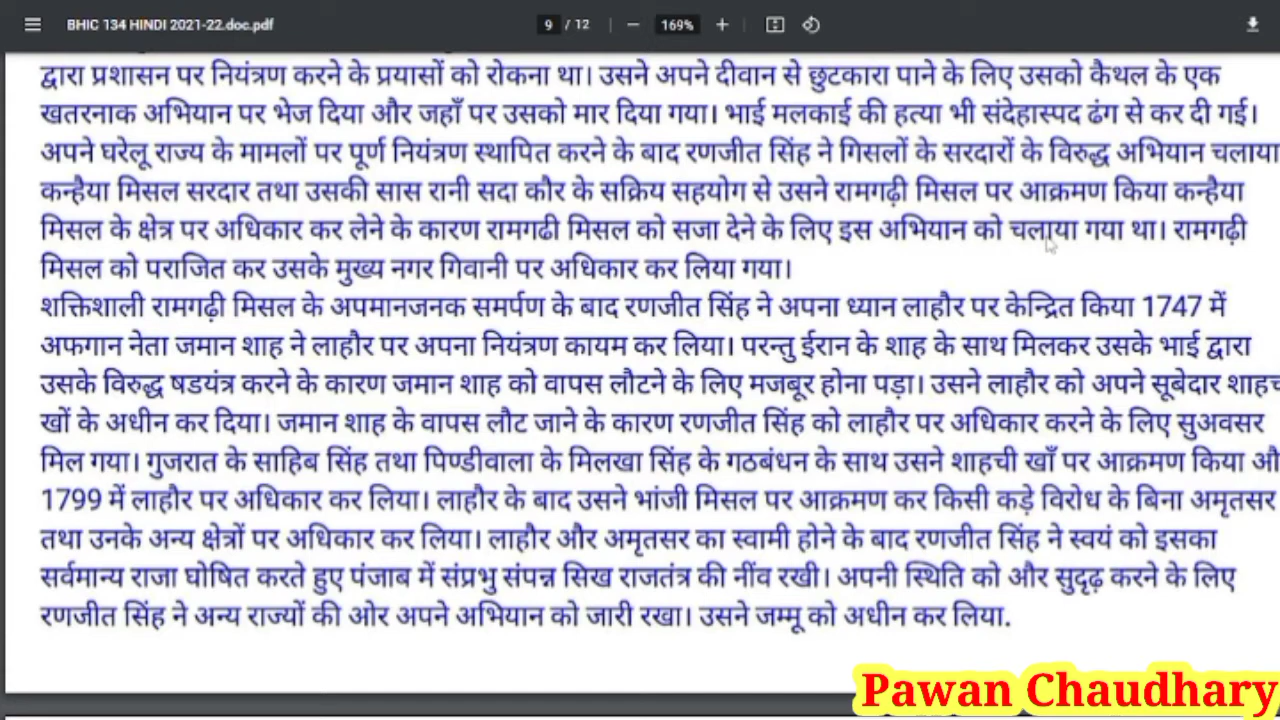 BHIC 134 HINDI 2021-22.doc.pdf
9 / 12
169%
द्वारा प्रशासन पर नियंत्रण करने के प्रयासों को रोकना था। उसने अपने दीवान से छुटकारा पाने के लिए उसको कैथल के एक
खतरनाक अभियान पर भेज दिया और जहाँ पर उसको मार दिया गया। भाई मलकाई की हत्या भी संदेहास्पद ढंग से कर दी गई।
अपने घरेलू राज्य के मामलों पर पूर्ण नियंत्रण स्थापित करने के बाद रणजीत सिंह ने गिसलों के सरदारों के विरुद्ध अभियान चलाया
कन्हैया मिसल सरदार तथा उसकी सास रानी सदा कौर के सक्रिय सहयोग से उसने रामगढ़ी मिसल पर आक्रमण किया कन्हैया
मिसल के क्षेत्र पर अधिकार कर लेने के कारण रामगढी मिसल को सजा देने के लिए इस अभियान को चलाया गया था। रामगढ़ी
मिसल को पराजित कर उसके मुख्य नगर गिवानी पर अधिकार कर लिया गया।
शक्तिशाली रामगढ़ी मिसल के अपमानजनक समर्पण के बाद रणजीत सिंह ने अपना ध्यान लाहौर पर केन्द्रित किया 1747 में
अफगान नेता जमान शाह ने लाहौर पर अपना नियंत्रण कायम कर लिया। परन्तु ईरान के शाह के साथ मिलकर उसके भाई द्वारा
उसके विरुद्ध षडयंत्र करने के कारण जमान शाह को वापस लौटने के लिए मजबूर होना पड़ा। उसने लाहौर को अपने सूबेदार शाहच
खों के अधीन कर दिया। जमान शाह के वापस लौट जाने के कारण रणजीत सिंह को लाहौर पर अधिकार करने के लिए सुअवसर
मिल गया। गुजरात के साहिब सिंह तथा पिण्डीवाला के मिलखा सिंह के गठबंधन के साथ उसने शाहची खाँ पर आक्रमण किया औ
1799 में लाहौर पर अधिकार कर लिया। लाहौर के बाद उसने भांजी मिसल पर आक्रमण कर किसी कड़े विरोध के बिना अमृतसर
तथा उनके अन्य क्षेत्रों पर अधिकार कर लिया। लाहौर और अमृतसर का स्वामी होने के बाद रणजीत सिंह ने स्वयं को इसका
सर्वमान्य राजा घोषित करते हुए पंजाब में संप्रभु संपन्न सिख राजतंत्र की नींव रखी। अपनी स्थिति को और सुदृढ़ करने के लिए
रणजीत सिंह ने अन्य राज्यों की ओर अपने अभियान को जारी रखा। उसने जम्मू को अधीन कर लिया.
Pawan Chaudhary